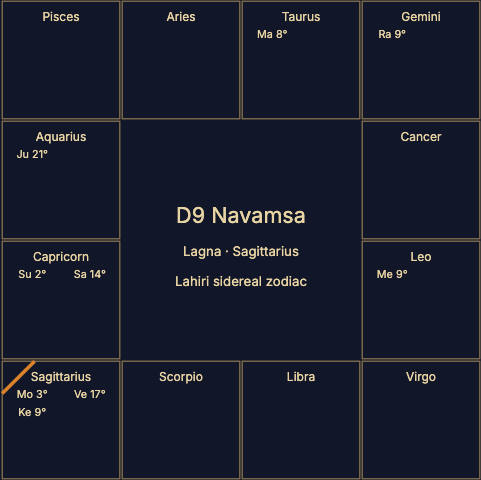 Pisces
Aries
Taurus
Ma 8°
Gemini
Ra 9°
Aquarius
Ju 21°
Cancer
D9 Navamsa
Lagna · Sagittarius
Lahiri sidereal zodiac
Capricorn
Su 2° Sa 14°
Leo
Me 9°
Sagittarius
Mo 3° Ve 17°
Ke 9°
Scorpio
Libra
Virgo